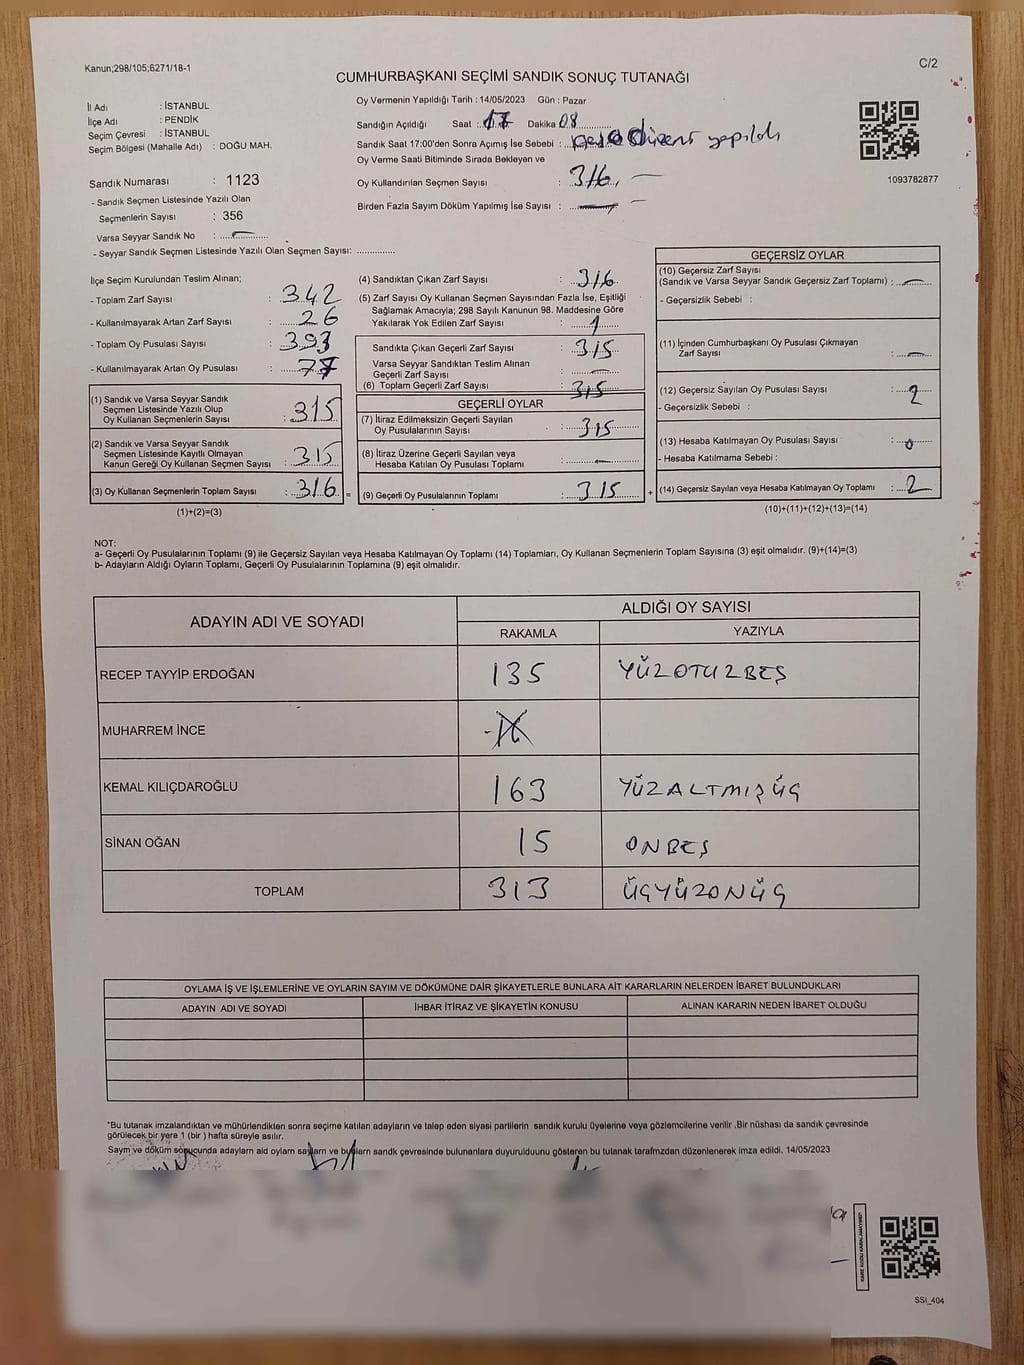 Kanun;298/105;6271/18-1
C/2
CUMHURBAŞKANI SEÇİMİ SANDIK SONUÇ TUTANAĞI
İl Adı : İSTANBUL
İlçe Adı : PENDİK
Seçim Çevresi : İSTANBUL
Seçim Bölgesi (Mahalle Adı) : DOĞU MAH.
Sandık Numarası : 1123
- Sandık Seçmen Listesinde Yazılı Olan
Seçmenlerin Sayısı : 356
Varsa Seyyar Sandık No :
- Seyyar Sandık Seçmen Listesinde Yazılı Olan Seçmen Sayısı:
Oy Vermenin Yapıldığı Tarih : 14/05/2023 Gün : Pazar
Sandığın Açıldığı Saat : 17 Dakika 08
Sandık Saat 17:00'den Sonra Açımış İse Sebebi : yapıldı
Oy Verme Saati Bitiminde Sırada Bekleyen ve
Oy Kullandırılan Seçmen Sayısı : 316
Birden Fazla Sayım Döküm Yapılmış İse Sayısı : —
1093782877
İlçe Seçim Kurulundan Teslim Alınan;
- Toplam Zarf Sayısı : 342
- Kullanılmayarak Artan Zarf Sayısı : 26
- Toplam Oy Pusulası Sayısı : 393
- Kullanılmayarak Artan Oy Pusulası : 77
(1) Sandık ve Varsa Seyyar Sandık
Seçmen Listesinde Yazılı Olup
Oy Kullanan Seçmenlerin Sayısı : 315
(2) Sandık ve Varsa Seyyar Sandık
Seçmen Listesinde Kayıtlı Olmayan
Kanun Gereği Oy Kullanan Seçmen Sayısı : 315
(3) Oy Kullanan Seçmenlerin Toplam Sayısı : 316 =
(1)+(2)=(3)
(4) Sandıktan Çıkan Zarf Sayısı : 316
(5) Zarf Sayısı Oy Kullanan Seçmen Sayısından Fazla İse, Eşitliği
Sağlamak Amacıyla; 298 Sayılı Kanunun 98. Maddesine Göre
Yakılarak Yok Edilen Zarf Sayısı : 1
Sandıkta Çıkan Geçerli Zarf Sayısı : 315
Varsa Seyyar Sandıktan Teslim Alınan
Geçerli Zarf Sayısı : —
(6) Toplam Geçerli Zarf Sayısı : 315
GEÇERLİ OYLAR
(7) İtiraz Edilmeksizin Geçerli Sayılan
Oy Pusulalarının Sayısı : 315
(8) İtiraz Üzerine Geçerli Sayılan veya
Hesaba Katılan Oy Pusulası Toplamı : —
(9) Geçerli Oy Pusulalarının Toplamı : 315 +
GEÇERSİZ OYLAR
(10) Geçersiz Zarf Sayısı
(Sandık ve Varsa Seyyar Sandık Geçersiz Zarf Toplamı) : —
- Geçersizlik Sebebi :
(11) İçinden Cumhurbaşkanı Oy Pusulası Çıkmayan
Zarf Sayısı : —
(12) Geçersiz Sayılan Oy Pusulası Sayısı : 2
- Geçersizlik Sebebi :
(13) Hesaba Katılmayan Oy Pusulası Sayısı : 0
- Hesaba Katılmama Sebebi :
(14) Geçersiz Sayılan veya Hesaba Katılmayan Oy Toplamı : 2
(10)+(11)+(12)+(13)=(14)
NOT:
a- Geçerli Oy Pusulalarının Toplamı (9) ile Geçersiz Sayılan veya Hesaba Katılmayan Oy Toplamı (14) Toplamları, Oy Kullanan Seçmenlerin Toplam Sayısına (3) eşit olmalıdır. (9)+(14)=(3)
b- Adayların Aldığı Oyların Toplamı, Geçerli Oy Pusulalarının Toplamına (9) eşit olmalıdır.
ADAYIN ADI VE SOYADI ALDIĞI OY SAYISI
RAKAMLA YAZIYLA
RECEP TAYYİP ERDOĞAN 135 YÜZOTUZBEŞ
MUHARREM İNCE
KEMAL KILIÇDAROĞLU 163 YÜZALTMIŞÜÇ
SİNAN OĞAN 15 ONBEŞ
TOPLAM 313 ÜÇYÜZONÜÇ
OYLAMA İŞ VE İŞLEMLERİNE VE OYLARIN SAYIM VE DÖKÜMÜNE DAİR ŞİKAYETLERLE BUNLARA AİT KARARLARIN NELERDEN İBARET BULUNDUKLARI
ADAYIN ADI VE SOYADI İHBAR İTİRAZ VE ŞİKAYETİN KONUSU ALINAN KARARIN NEDEN İBARET OLDUĞU
*Bu tutanak imzalandıktan ve mühürlendikten sonra seçime katılan adayların ve talep eden siyasi partilerin sandık kurulu üyelerine veya gözlemcilerine verilir .Bir nüshası da sandık çevresinde
görülecek bir yere 1 (bir ) hafta süreyle asılır.
Sayım ve döküm sonucunda adayların ald oyların ve bunların sandık çevresinde bulunanlara duyurulduunu gösteren bu tutanak tarafmzdan düzenlenerek imza edildi. 14/05/2023
SSI_404